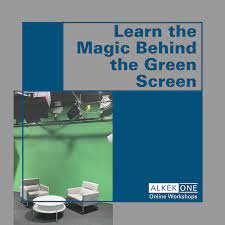 Learn the
Magic Behind
the Green
Screen
ALKEK ONE
Online Workshops